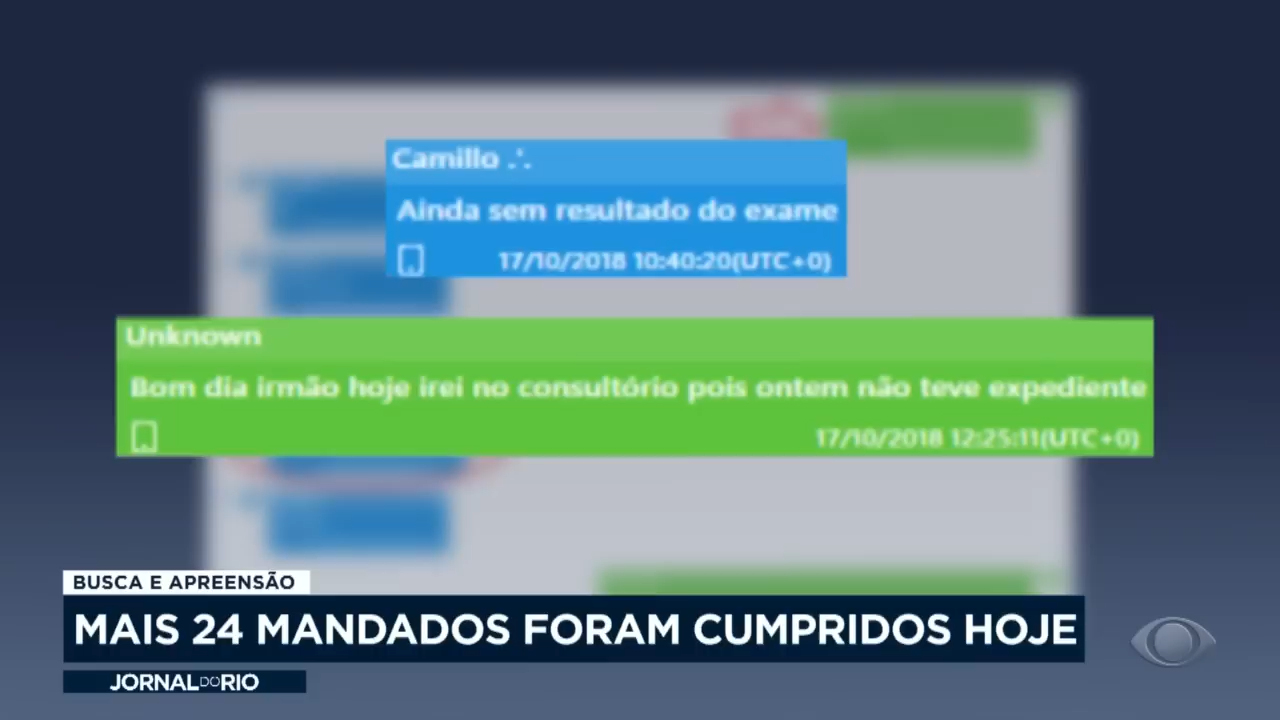 Camillo .'.
Ainda sem resultado do exame
17/10/2018 10:40:20(UTC+0)
Unknown
Bom dia irmão hoje irei no consultório pois ontem não teve expediente
17/10/2018 12:25:11(UTC+0)
BUSCA E APREENSÃO
MAIS 24 MANDADOS FORAM CUMPRIDOS HOJE
JORNAL DO RIO